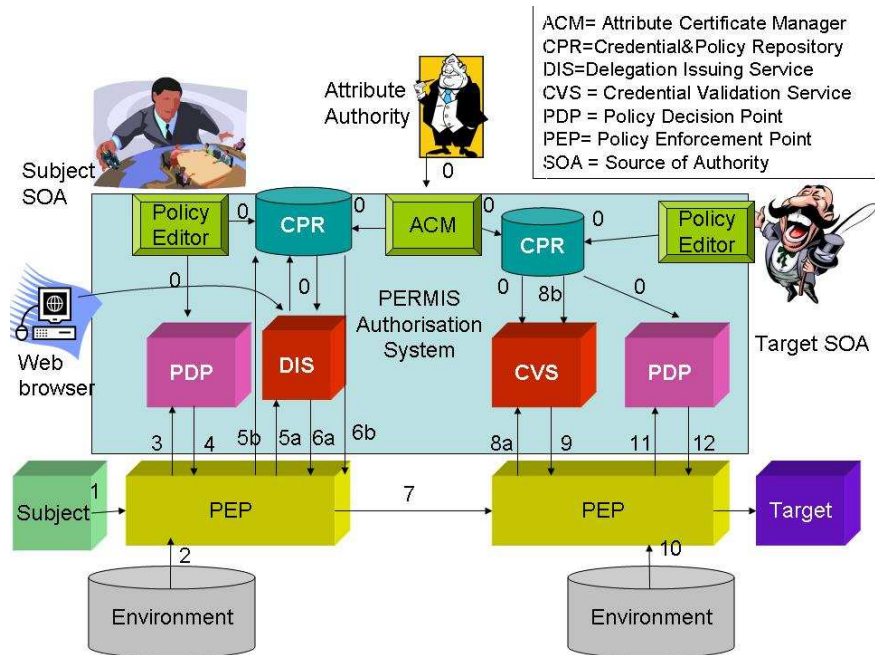 ACM= Attribute Certificate Manager
CPR=Credential&Policy Repository
DIS=Delegation Issuing Service
CVS = Credential Validation Service
PDP = Policy Decision Point
PEP= Policy Enforcement Point
SOA = Source of Authority
Attribute
Authority
Subject
SOA
0
Policy
Editor
0
CPR
0
ACM
0
CPR
0
Policy
Editor
0
0
0
8b
0
PERMIS
Authorisation
System
Target SOA
Web
browser
PDP
DIS
CVS
PDP
3
4
5b
5a
6a
6b
8a
9
11
12
Subject
1
PEP
7
PEP
Target
2
10
Environment
Environment